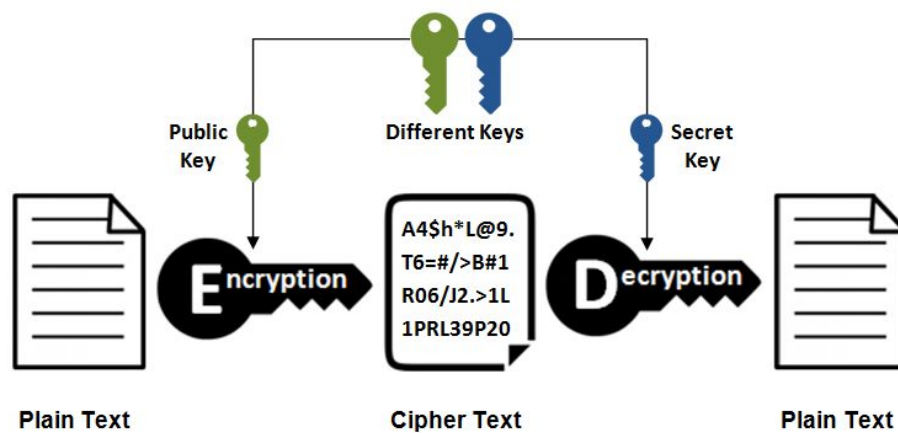 Public
Key
Different Keys
Secret
Key
Encryption
A4$h*L@9.
T6=#/>B#1
R06/J2.>1L
1PRL39P20
Decryption
Plain Text
Cipher Text
Plain Text